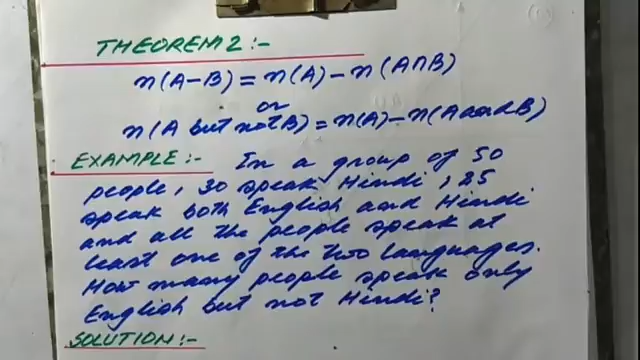 THEOREM 2 :-
n(A-B) = n(A) - n(A∩B)
or
n(A but not B) = n(A) - n(A and B)
EXAMPLE :- In a group of 50
people, 30 speak Hindi, 25
speak both English and Hindi
and all the people speak at
least one of the two languages.
How many people speak only
English but not Hindi?
SOLUTION :-